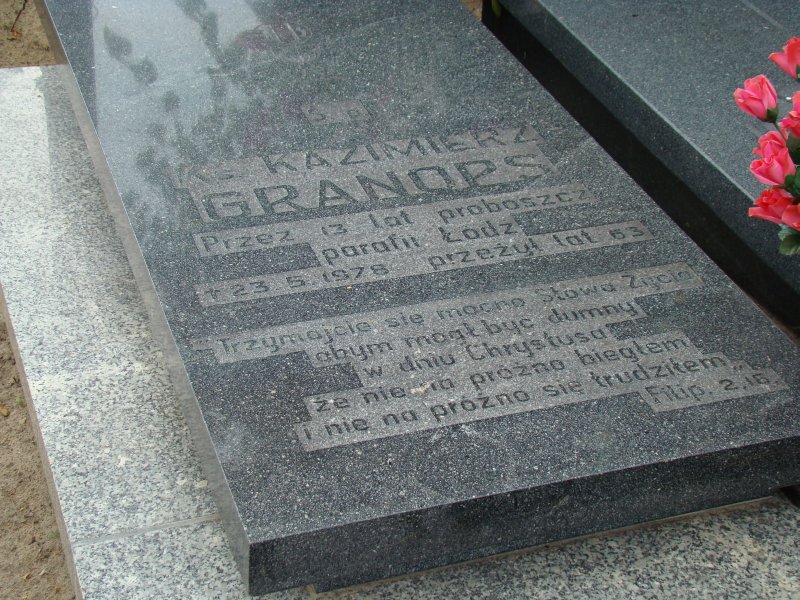 Ś P
KS KAZIMIERZ
GRANOPS
Przez 13 lat proboszcz
parafii Łodz
† 23.5.1978 przeżył lat 63
"Trzymajcie się mocno Słowa Życia
abym mógł być dumny
w dniu Chrystusa
że nie na próżno biegłem
i nie na próżno się trudziłem"
Filip 2.16